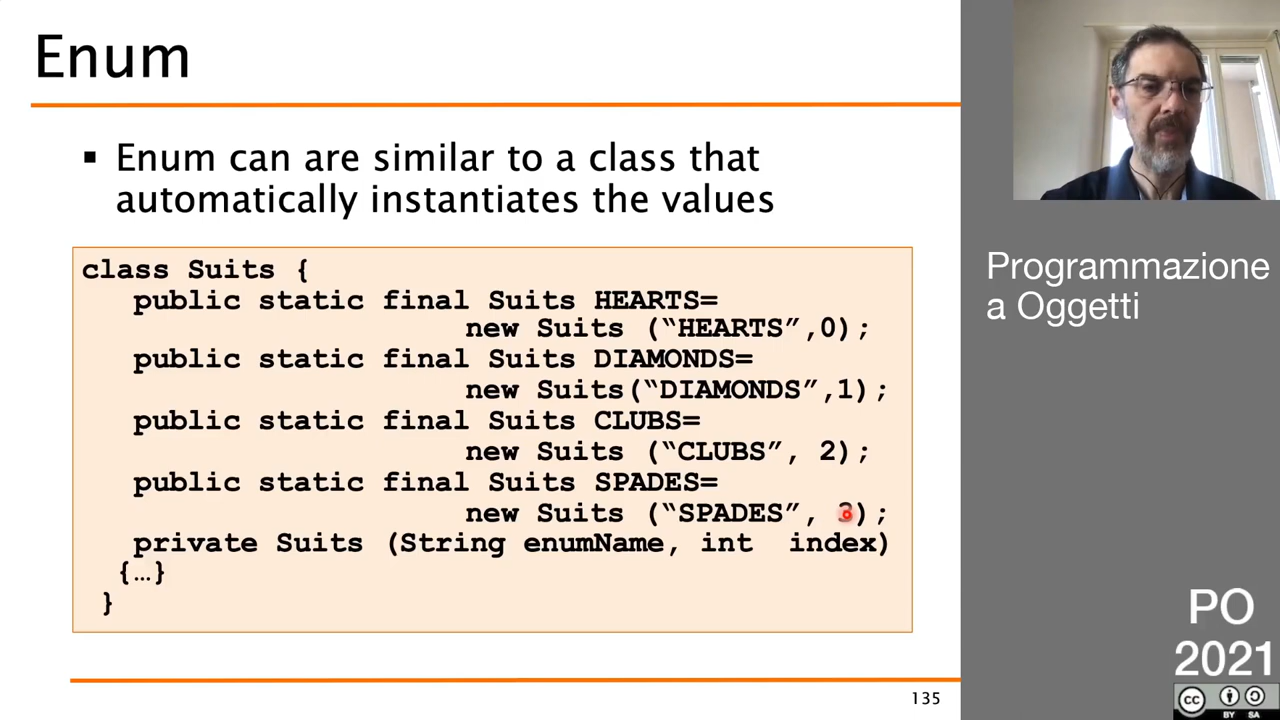 Enum
▪ Enum can are similar to a class that
automatically instantiates the values
class Suits {
public static final Suits HEARTS=
new Suits (“HEARTS”,0);
public static final Suits DIAMONDS=
new Suits(“DIAMONDS”,1);
public static final Suits CLUBS=
new Suits (“CLUBS”, 2);
public static final Suits SPADES=
new Suits (“SPADES”, 3);
private Suits (String enumName, int index)
{…}
}
135
Programmazione
a Oggetti
PO
2021
cc
BY SA